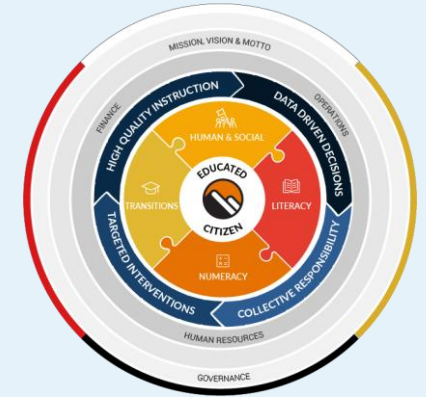 MISSION, VISION & MOTTO
FINANCE
OPERATIONS
HIGH QUALITY INSTRUCTION
DATA DRIVEN DECISIONS
HUMAN & SOCIAL
EDUCATED
CITIZEN
TRANSITIONS
LITERACY
NUMERACY
TARGETED INTERVENTIONS
COLLECTIVE RESPONSIBILITY
HUMAN RESOURCES
GOVERNANCE